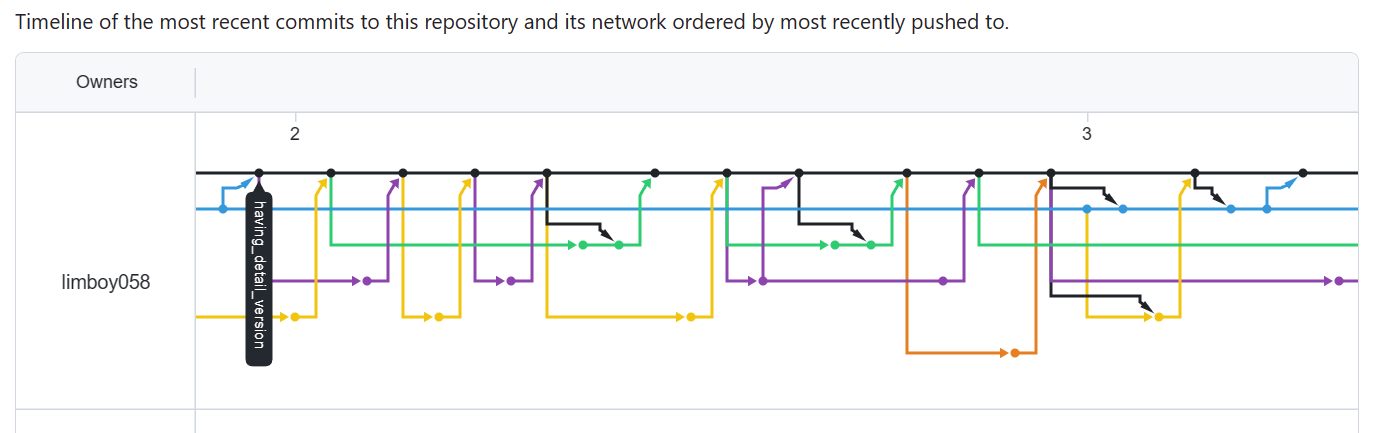 Timeline of the most recent commits to this repository and its network ordered by most recently pushed to.
Owners
2
3
having_detail_version
limboy058